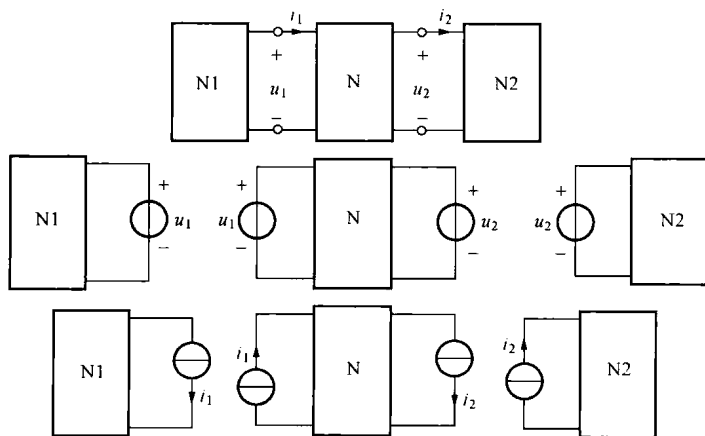 i₁ i₂
+ +
N1 u₁ N u₂ N2
− −
+ + + +
N1 u₁ u₁ N u₂ u₂ N2
− − − −
N1 i₁ i₁ N i₂ i₂ N2